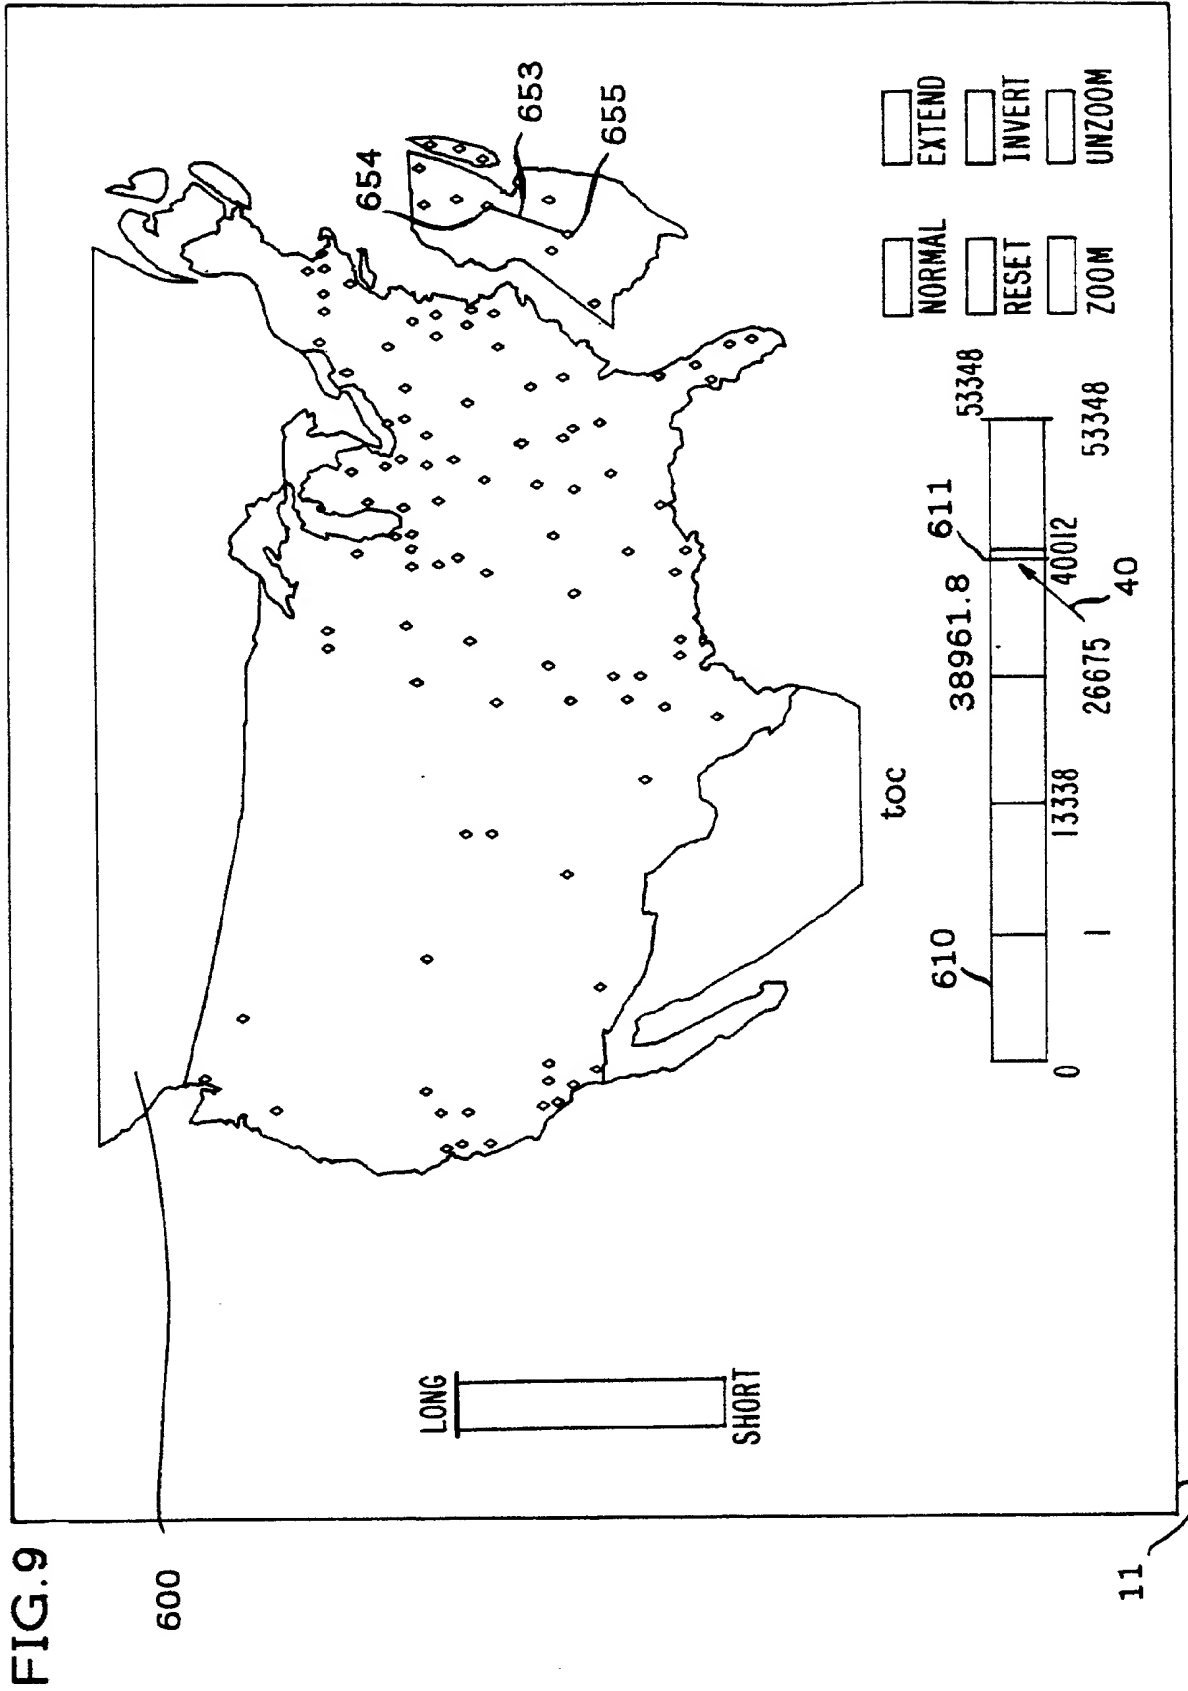 FIG.9
600
654
653
655
LONG
SHORT
toc
610
38961.8
611
53348
0
1
13338
26675
40012
53348
40
NORMAL
EXTEND
RESET
INVERT
ZOOM
UNZOOM
11